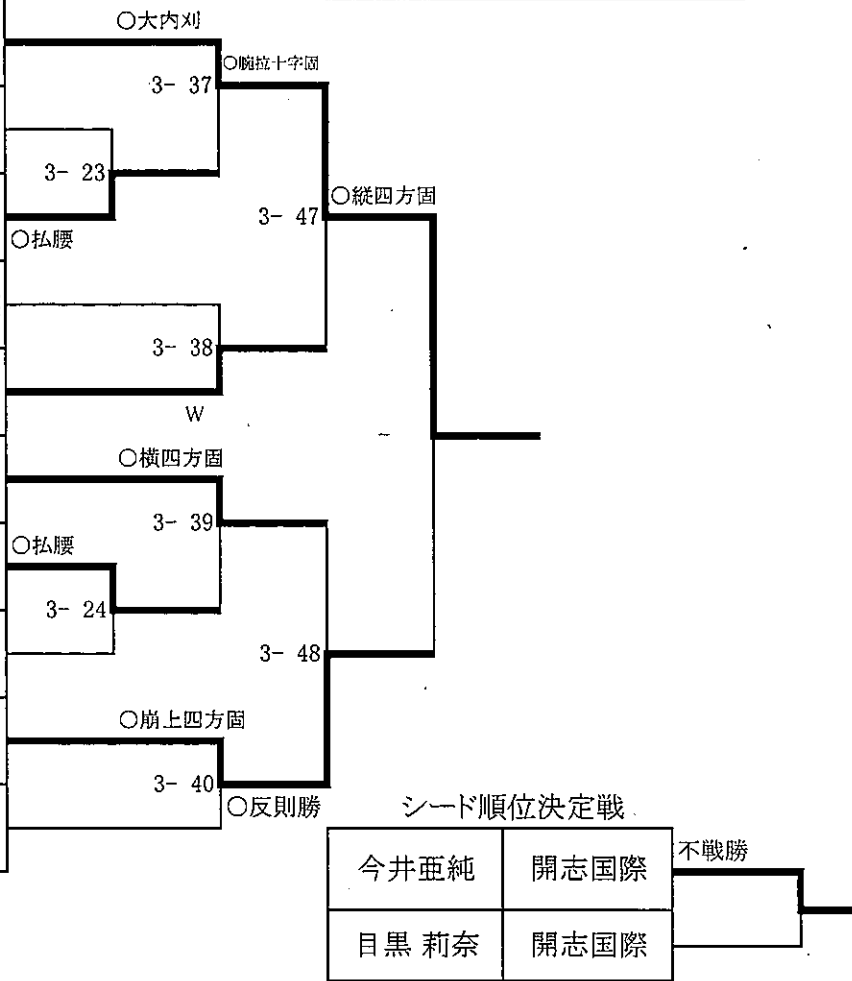 ○大内刈
○腕拉十字固
3- 37
3- 23
○縦四方固
3- 47
○払腰
3- 38
W
○横四方固
3- 39
○払腰
3- 24
3- 48
○崩上四方固
3- 40
○反則勝
シード順位決定戦
不戦勝
今井亜純 開志国際
目黒 莉奈 開志国際